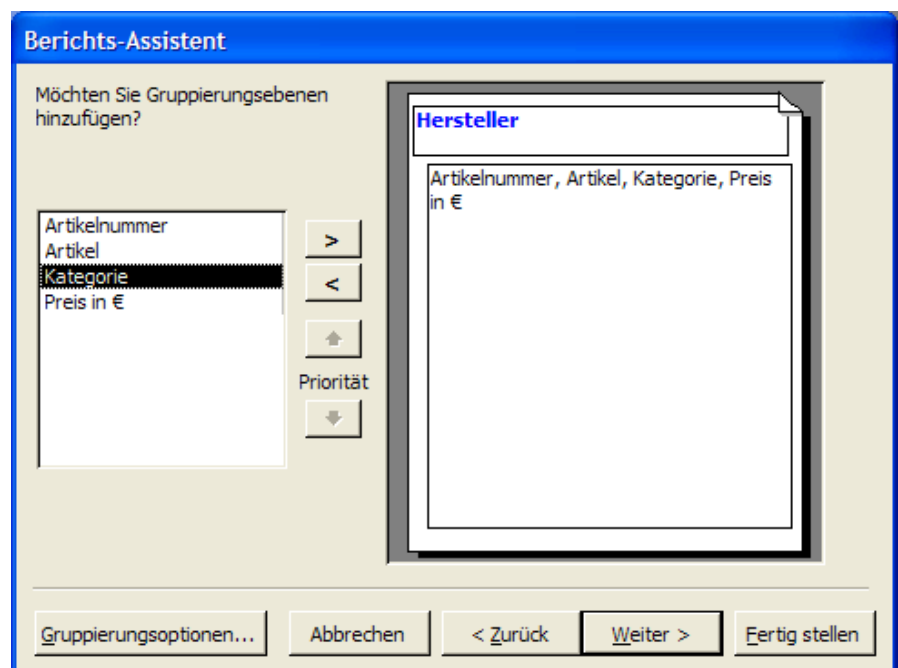 Berichts-Assistent
Möchten Sie Gruppierungsebenen
hinzufügen?
Artikelnummer
Artikel
Kategorie
Preis in €
>
<
Priorität
Hersteller
Artikelnummer, Artikel, Kategorie, Preis
in €
Gruppierungsoptionen...
Abbrechen
< Zurück
Weiter >
Fertig stellen